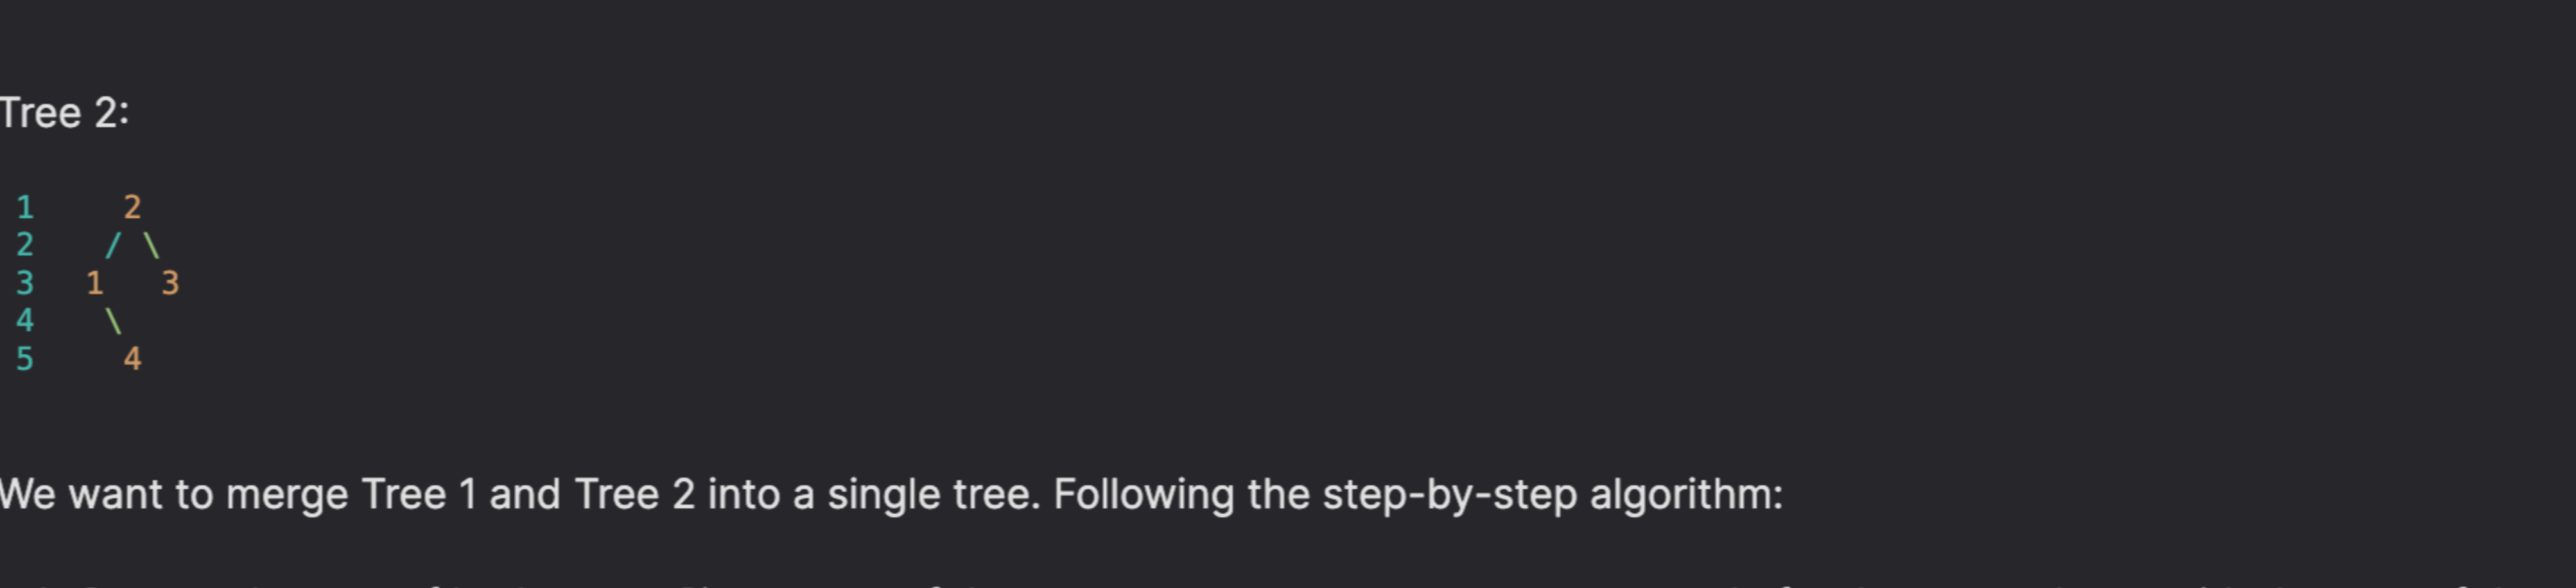 Tree 2:
1     2
2    / \
3   1   3
4    \
5     4
We want to merge Tree 1 and Tree 2 into a single tree. Following the step-by-step algorithm: